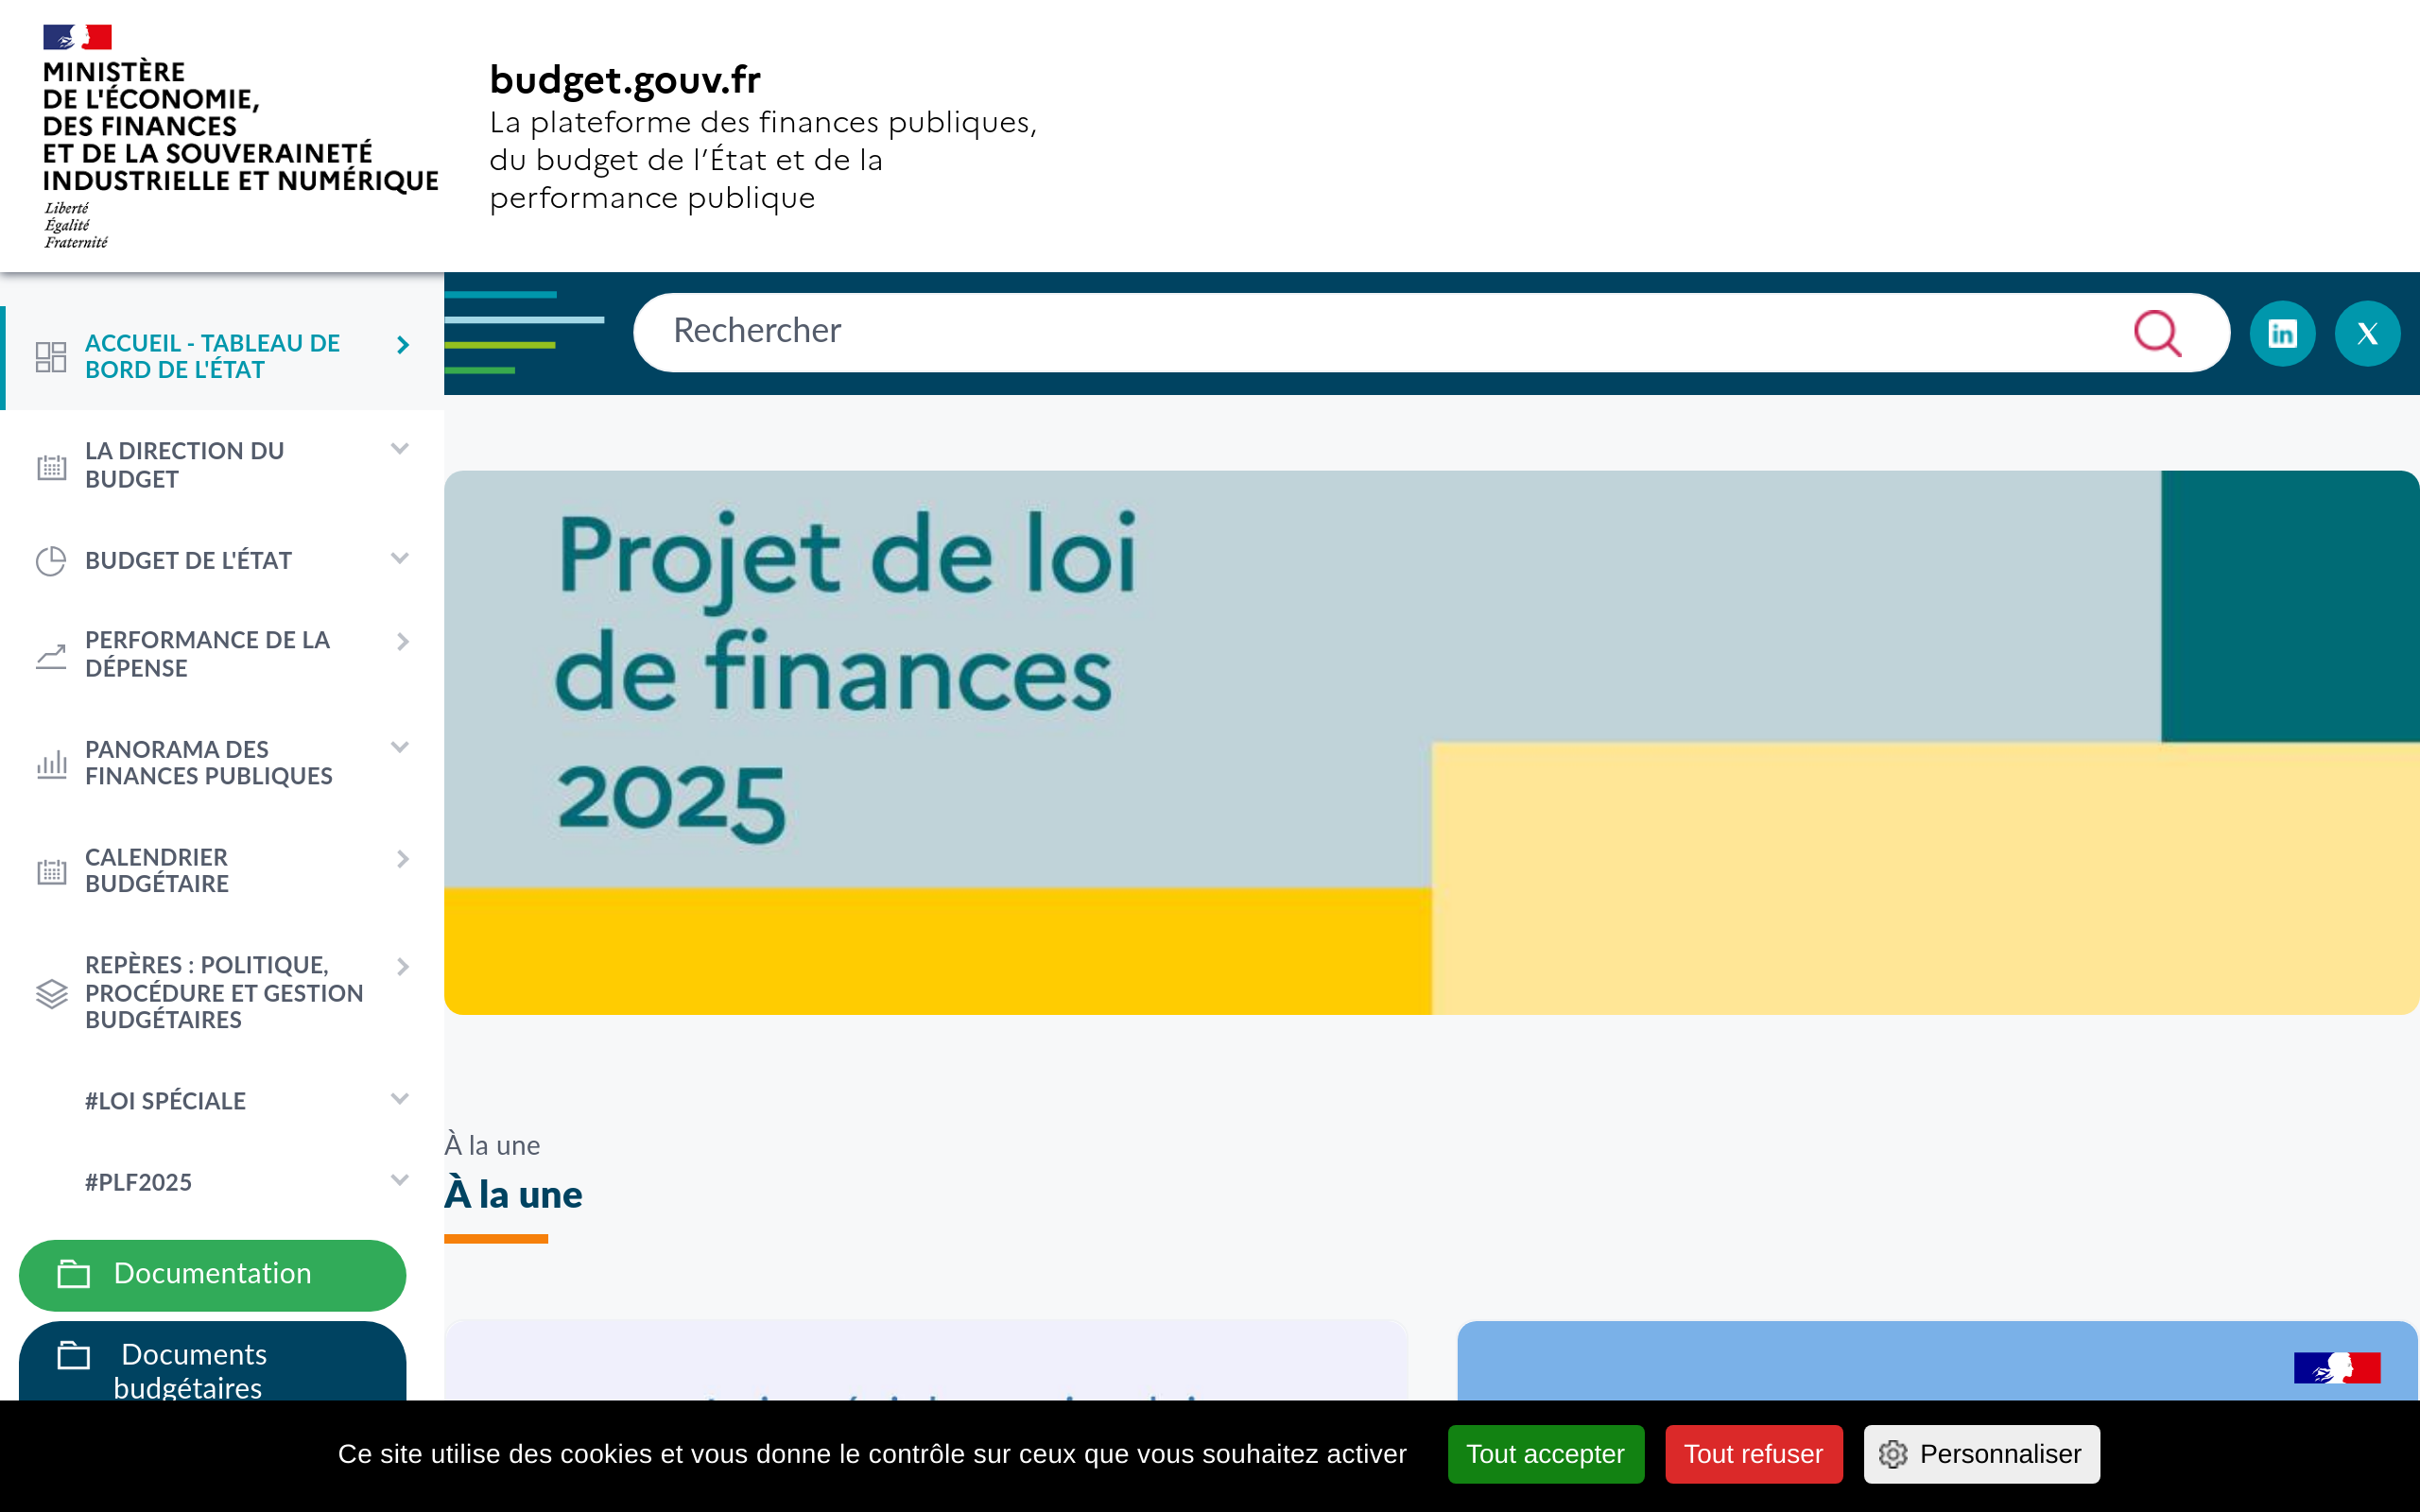 MINISTÈRE
DE L'ÉCONOMIE,
DES FINANCES
ET DE LA SOUVERAINETÉ
INDUSTRIELLE ET NUMÉRIQUE
Liberté
Égalité
Fraternité
budget.gouv.fr
La plateforme des finances publiques,
du budget de l’État et de la
performance publique
Rechercher
ACCUEIL - TABLEAU DE
BORD DE L'ÉTAT
LA DIRECTION DU
BUDGET
BUDGET DE L'ÉTAT
PERFORMANCE DE LA
DÉPENSE
PANORAMA DES
FINANCES PUBLIQUES
CALENDRIER
BUDGÉTAIRE
REPÈRES : POLITIQUE,
PROCÉDURE ET GESTION
BUDGÉTAIRES
#LOI SPÉCIALE
#PLF2025
Documentation
Documents
budgétaires
Projet de loi
de finances
2025
À la une
À la une
Ce site utilise des cookies et vous donne le contrôle sur ceux que vous souhaitez activer
Tout accepter
Tout refuser
Personnaliser